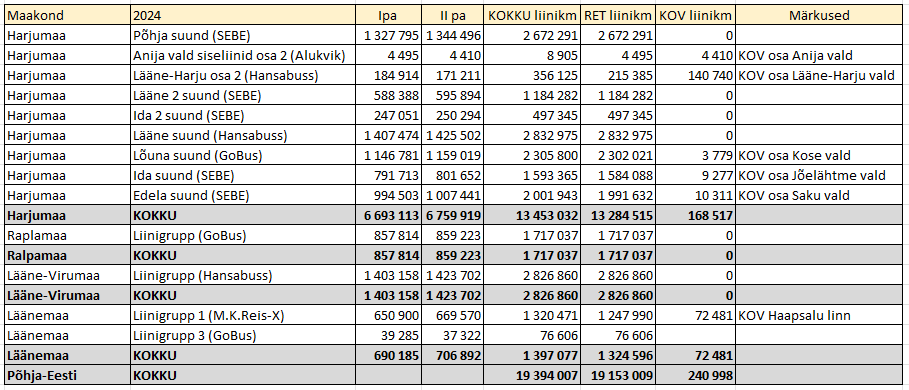 Maakond 2024 Ipa II pa KOKKU liinikm RET liinikm KOV liinikm Märkused
Harjumaa Põhja suund (SEBE) 1 327 795 1 344 496 2 672 291 2 672 291 0
Harjumaa Anija vald siseliinid osa 2 (Alukvik) 4 495 4 410 8 905 4 495 4 410 KOV osa Anija vald
Harjumaa Lääne-Harju osa 2 (Hansabuss) 184 914 171 211 356 125 215 385 140 740 KOV osa Lääne-Harju vald
Harjumaa Lääne 2 suund (SEBE) 588 388 595 894 1 184 282 1 184 282 0
Harjumaa Ida 2 suund (SEBE) 247 051 250 294 497 345 497 345 0
Harjumaa Lääne suund (Hansabuss) 1 407 474 1 425 502 2 832 975 2 832 975 0
Harjumaa Lõuna suund (GoBus) 1 146 781 1 159 019 2 305 800 2 302 021 3 779 KOV osa Kose vald
Harjumaa Ida suund (SEBE) 791 713 801 652 1 593 365 1 584 088 9 277 KOV osa Jõelähtme vald
Harjumaa Edela suund (SEBE) 994 503 1 007 441 2 001 943 1 991 632 10 311 KOV osa Saku vald
Harjumaa KOKKU 6 693 113 6 759 919 13 453 032 13 284 515 168 517
Raplamaa Liinigrupp (GoBus) 857 814 859 223 1 717 037 1 717 037 0
Ralpamaa KOKKU 857 814 859 223 1 717 037 1 717 037 0
Lääne-Virumaa Liinigrupp (Hansabuss) 1 403 158 1 423 702 2 826 860 2 826 860 0
Lääne-Virumaa KOKKU 1 403 158 1 423 702 2 826 860 2 826 860 0
Läänemaa Liinigrupp 1 (M.K.Reis-X) 650 900 669 570 1 320 471 1 247 990 72 481 KOV Haapsalu linn
Läänemaa Liinigrupp 3 (GoBus) 39 285 37 322 76 606 76 606
Läänemaa KOKKU 690 185 706 892 1 397 077 1 324 596 72 481
Põhja-Eesti KOKKU 19 394 007 19 153 009 240 998